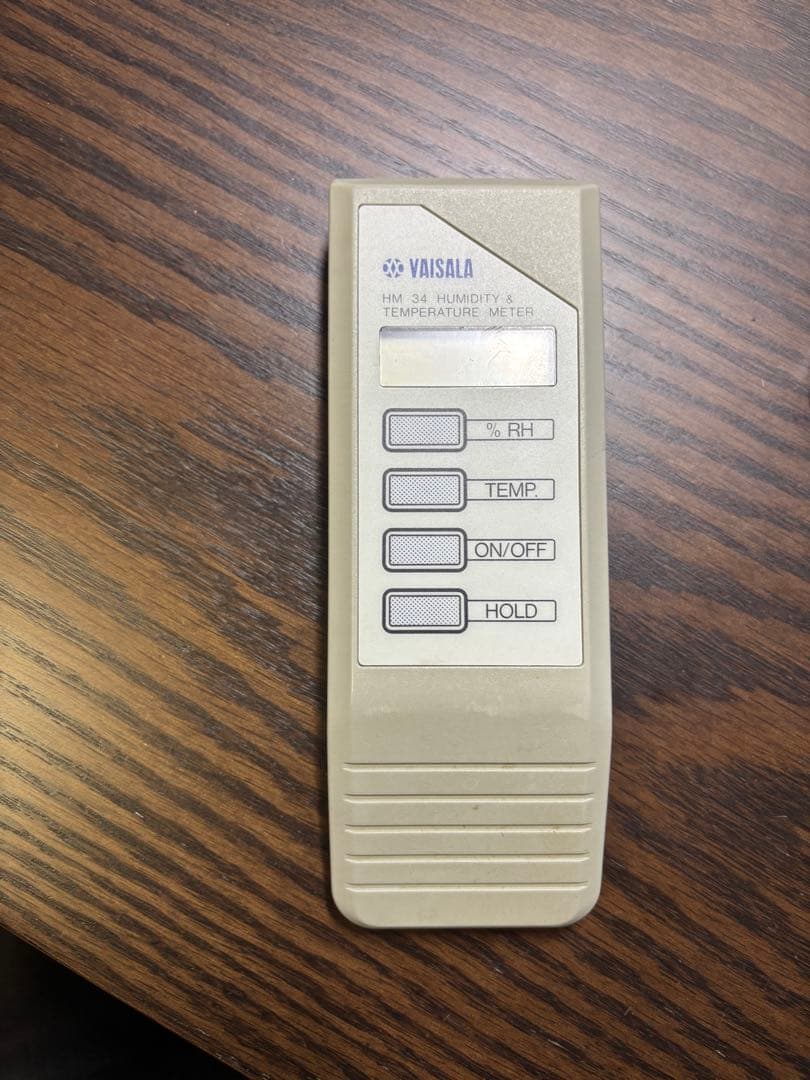 VAISALA
HM 34 HUMIDITY &
TEMPERATURE METER
% RH
TEMP.
ON/OFF
HOLD